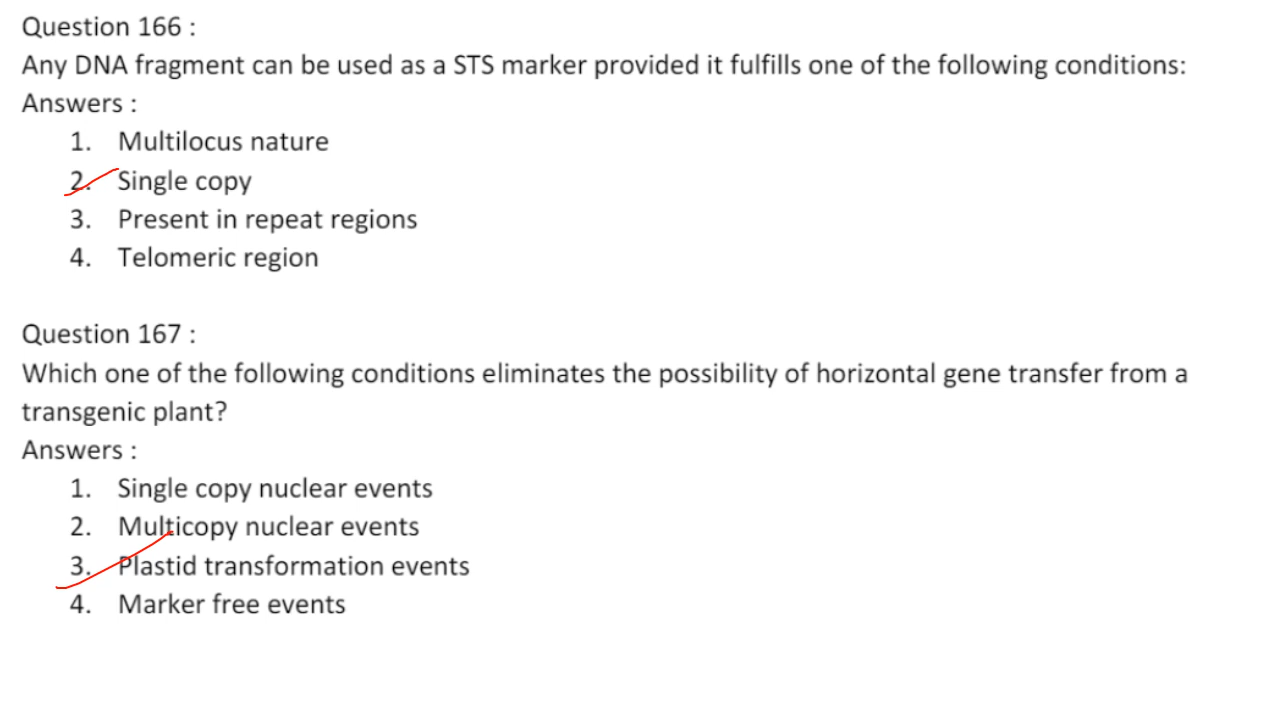 Question 166 :
Any DNA fragment can be used as a STS marker provided it fulfills one of the following conditions:
Answers :
1. Multilocus nature
2. Single copy
3. Present in repeat regions
4. Telomeric region
Question 167 :
Which one of the following conditions eliminates the possibility of horizontal gene transfer from a
transgenic plant?
Answers :
1. Single copy nuclear events
2. Multicopy nuclear events
3. Plastid transformation events
4. Marker free events